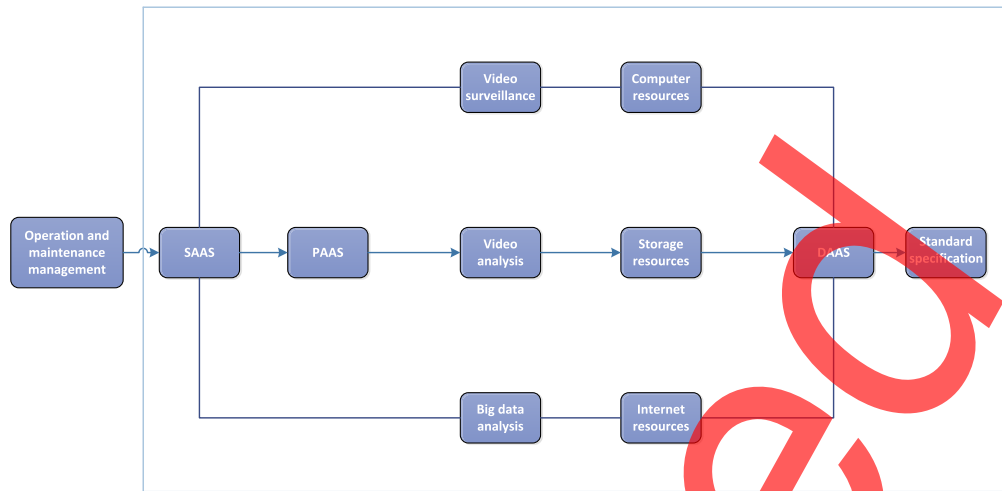 Video
surveillance
Computer
resources
Operation and
maintenance
management
SAAS
PAAS
Video
analysis
Storage
resources
DAAS
Standard
specification
Big data
analysis
Internet
resources
ed